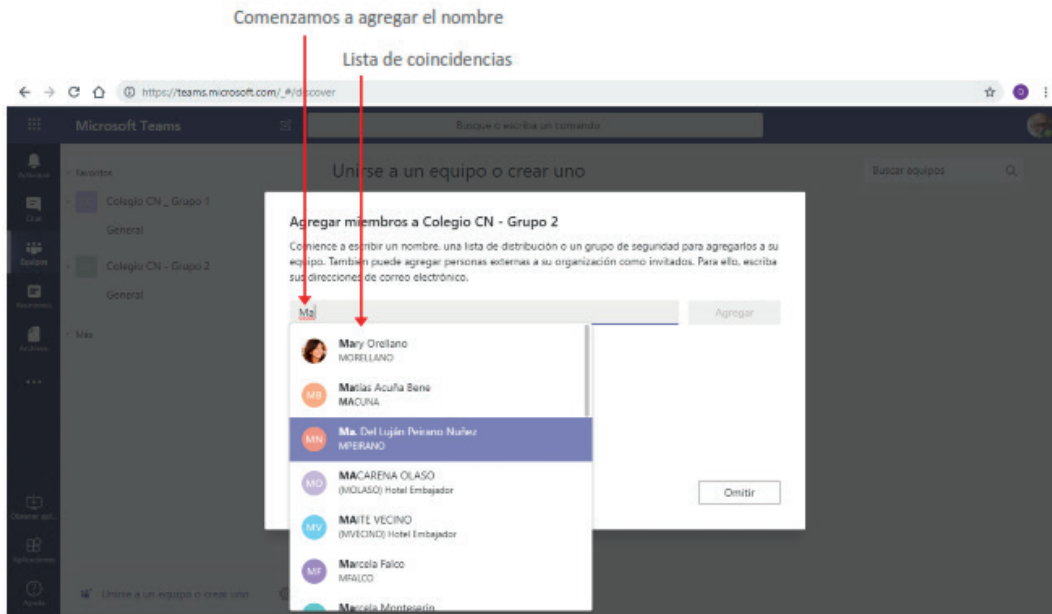 Comenzamos a agregar el nombre
Lista de coincidencias
https://teams.microsoft.com/_#/discover
Microsoft Teams
Busque o escriba un comando
Unirse a un equipo o crear uno
Buscar equipos
Favoritos
Colegio CN _ Grupo 1
General
Colegio CN - Grupo 2
General
Más
Chat
Equipos
Agregar miembros a Colegio CN - Grupo 2
Comience a escribir un nombre, una lista de distribución o un grupo de seguridad para agregarlos a su
equipo. También puede agregar personas externas a su organización como invitados. Para ello, escriba
sus direcciones de correo electrónico.
Ma
Agregar
Mary Orellano
MORELLANO
MB
Matías Acuña Bene
MACUNA
MN
Ma. Del Luján Peirano Nuñez
MPEIRANO
MO
MACARENA OLASO
(MOLASO) Hotel Embajador
MV
MAITE VECINO
(MVECINO) Hotel Embajador
MF
Marcela Falco
MFALCO
Marcela Monteserin
Omitir
Aplicaciones
Ayuda
Unirse a un equipo o crear uno